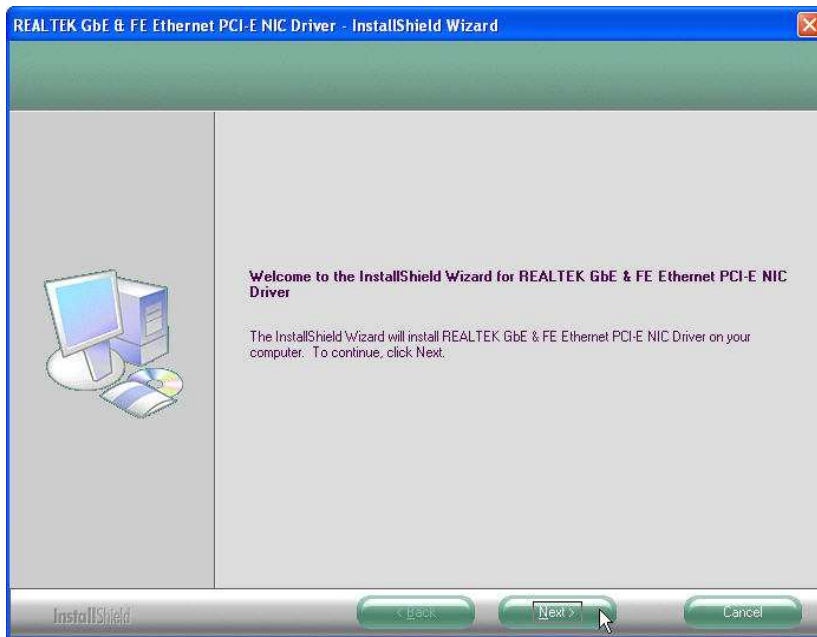 REALTEK GbE & FE Ethernet PCI-E NIC Driver - InstallShield Wizard
Welcome to the InstallShield Wizard for REALTEK GbE & FE Ethernet PCI-E NIC
Driver
The InstallShield Wizard will install REALTEK GbE & FE Ethernet PCI-E NIC Driver on your
computer. To continue, click Next.
InstallShield
< Back
Next >
Cancel